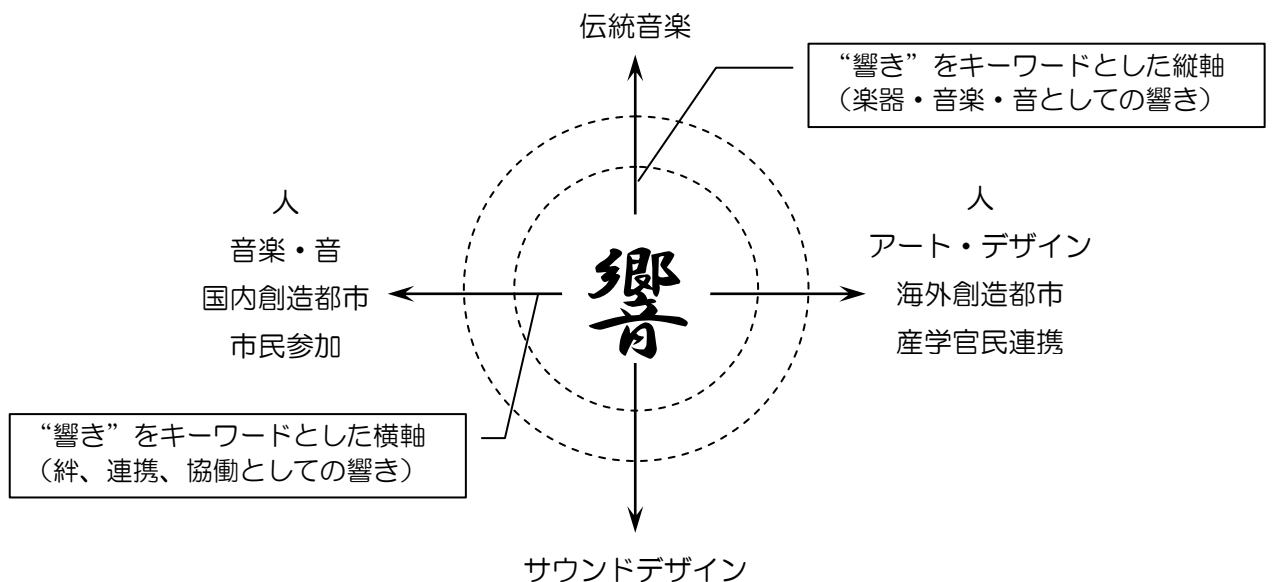 伝統音楽
“響き”をキーワードとした縦軸
（楽器・音楽・音としての響き）
人
音楽・音
国内創造都市
市民参加
響
人
アート・デザイン
海外創造都市
産学官民連携
“響き”をキーワードとした横軸
（絆、連携、協働としての響き）
サウンドデザイン